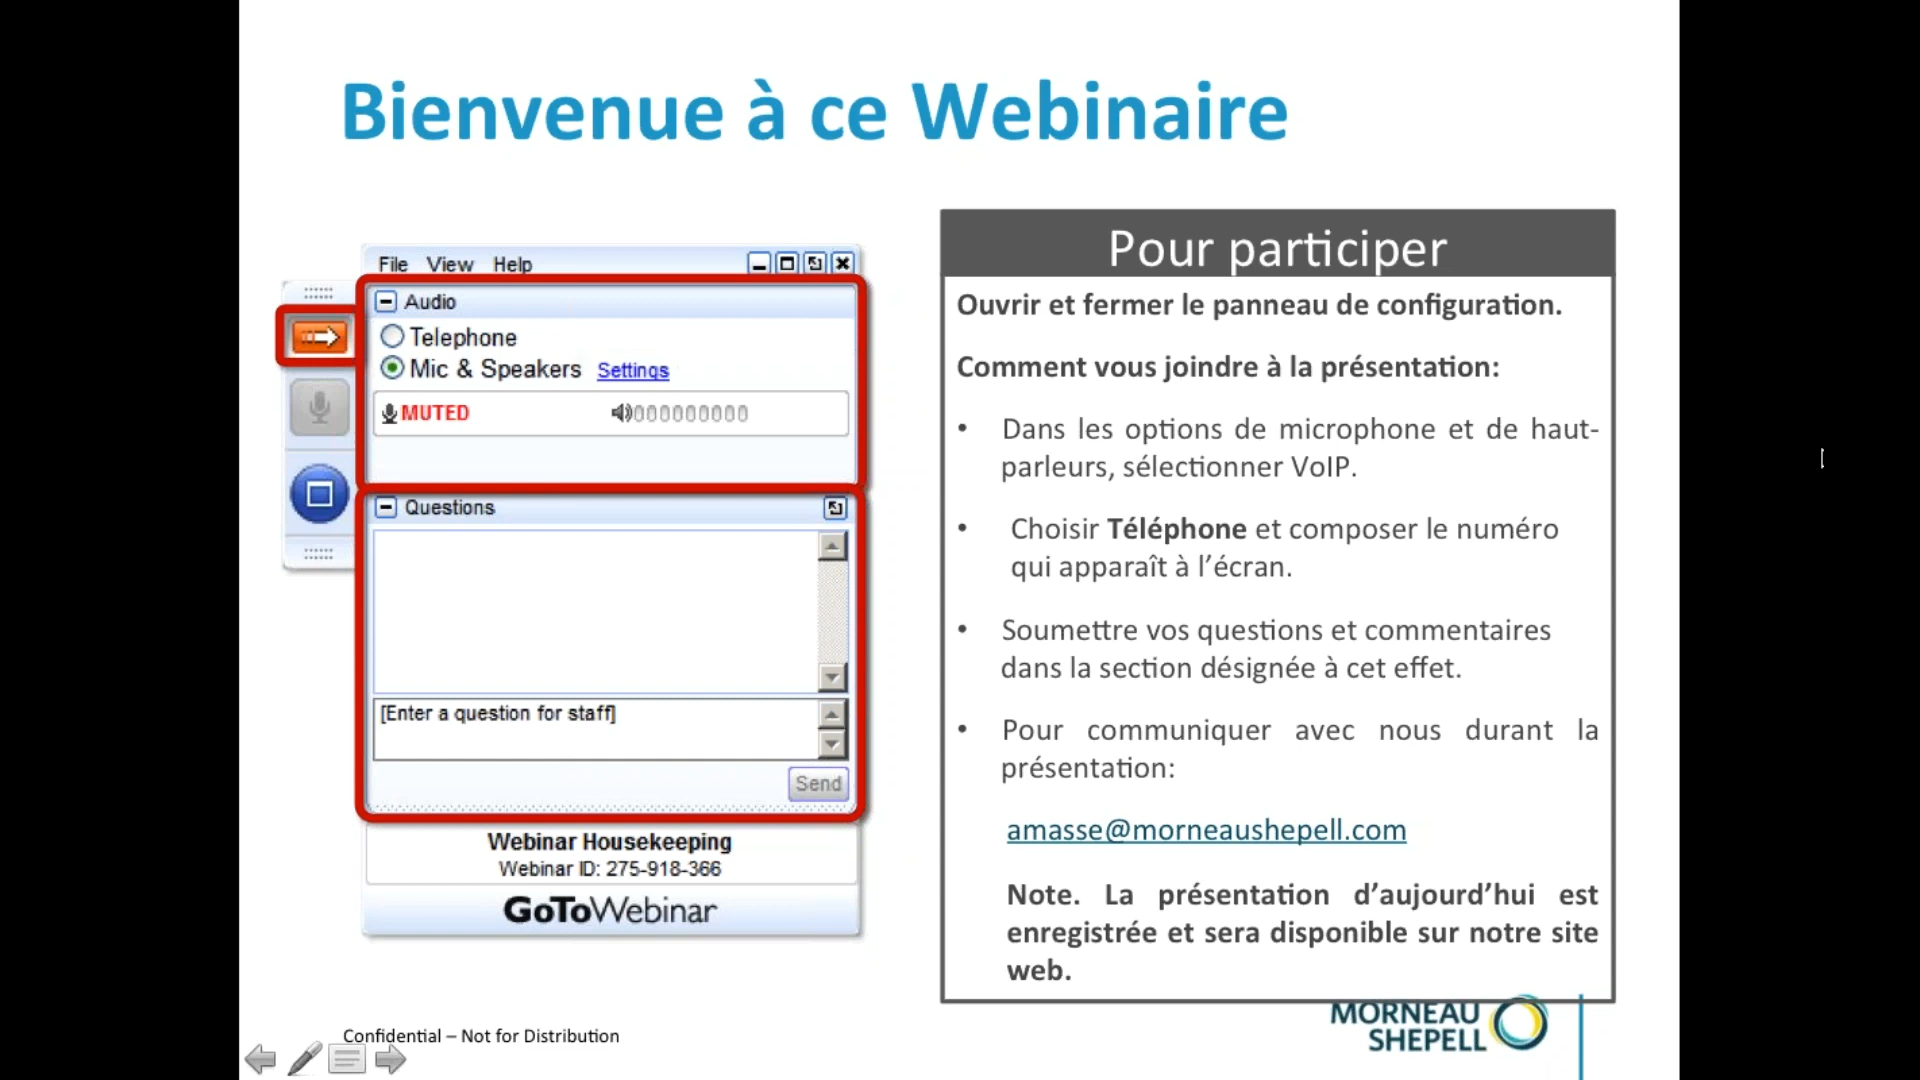 Bienvenue à ce Webinaire
File View Help
Audio
Telephone
Mic & Speakers Settings
MUTED
Questions
[Enter a question for staff]
Send
Webinar Housekeeping
Webinar ID: 275-918-366
GoToWebinar
Pour participer
Ouvrir et fermer le panneau de configuration.
Comment vous joindre à la présentation:
• Dans les options de microphone et de haut-
parleurs, sélectionner VoIP.
• Choisir Téléphone et composer le numéro
qui apparaît à l’écran.
• Soumettre vos questions et commentaires
dans la section désignée à cet effet.
• Pour communiquer avec nous durant la
présentation:
amasse@morneaushepell.com
Note. La présentation d’aujourd’hui est
enregistrée et sera disponible sur notre site
web.
Confidential – Not for Distribution
MORNEAU
SHEPELL